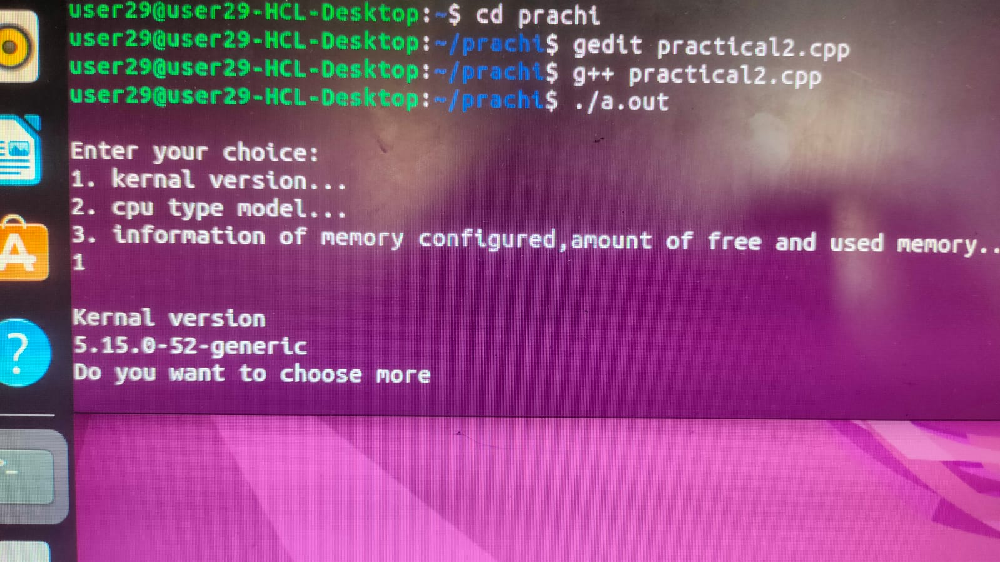 user29@user29-HCL-Desktop:~$ cd prachi
user29@user29-HCL-Desktop:~/prachi$ gedit practical2.cpp
user29@user29-HCL-Desktop:~/prachi$ g++ practical2.cpp
user29@user29-HCL-Desktop:~/prachi$ ./a.out
Enter your choice:
1. kernal version...
2. cpu type model...
3. information of memory configured,amount of free and used memory..
1
Kernal version
5.15.0-52-generic
Do you want to choose more